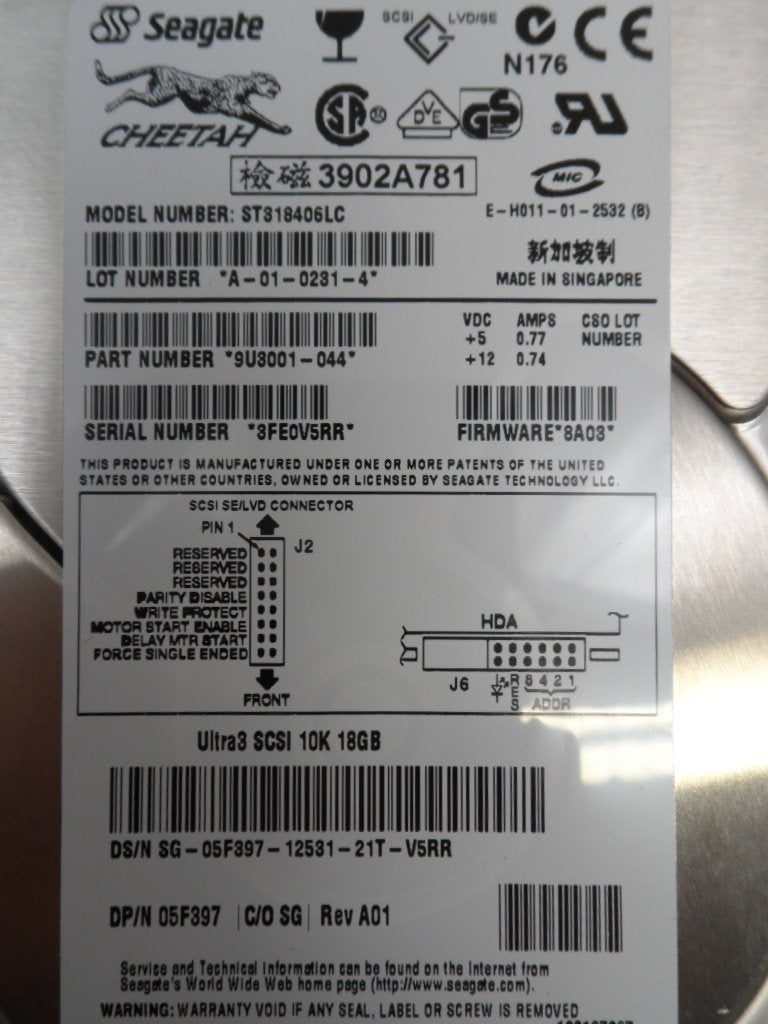 Seagate
SCSI LVD/SE
N176
CE
CHEETAH
SA
DVE
GS
檢磁 3902A781
MIC
MODEL NUMBER: ST318406LC
E-H011-01-2532 (B)
新加坡制
LOT NUMBER *A-01-0231-4*
MADE IN SINGAPORE
VDC AMPS CSO LOT
+5 0.77 NUMBER
PART NUMBER *9U3001-044*
+12 0.74
SERIAL NUMBER *3FE0V5RR*
FIRMWARE*8A03*
THIS PRODUCT IS MANUFACTURED UNDER ONE OR MORE PATENTS OF THE UNITED
STATES OR OTHER COUNTRIES, OWNED OR LICENSED BY SEAGATE TECHNOLOGY LLC.
SCSI SE/LVD CONNECTOR
PIN 1
J2
RESERVED
RESERVED
RESERVED
PARITY DISABLE
WRITE PROTECT
MOTOR START ENABLE
DELAY MTR START
FORCE SINGLE ENDED
FRONT
HDA
J6
RES
8 4 2 1
ADDR
Ultra3 SCSI 10K 18GB
DS/N SG-05F397-12531-21T-V5RR
DP/N 05F397 | C/O SG | Rev A01
Service and Technical Information can be found on the Internet from
Seagate's World Wide Web home page (http://www.seagate.com).
WARNING: WARRANTY VOID IF ANY SEAL, LABEL OR SCREW IS REMOVED